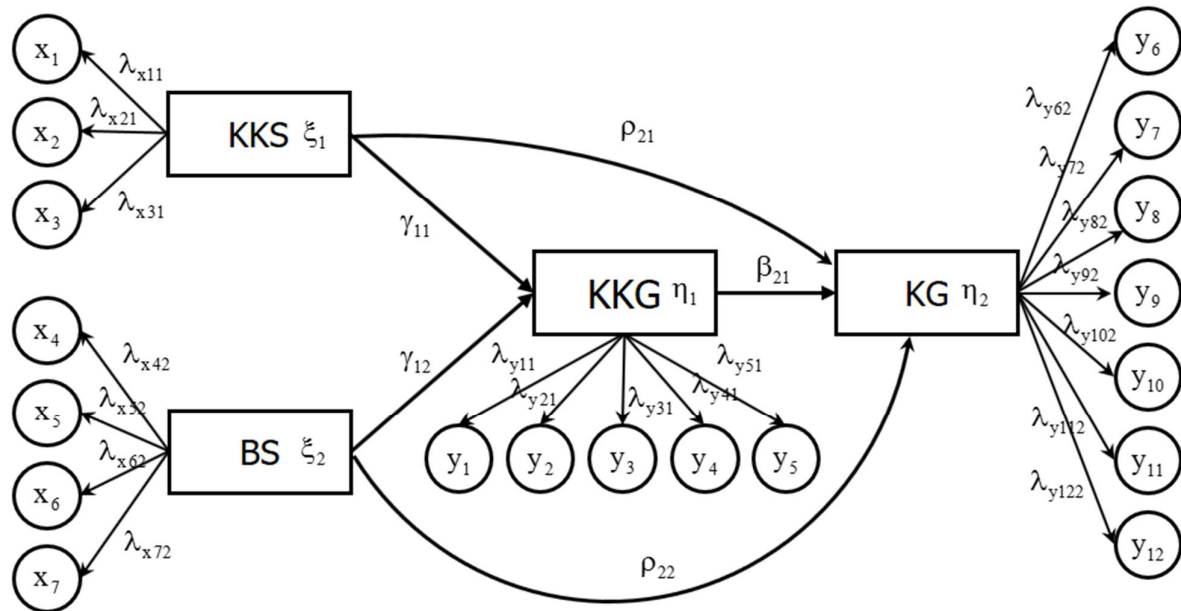 x₁
λₓ₁₁
x₂
λₓ₂₁
x₃
λₓ₃₁
KKS ξ₁
ρ₂₁
γ₁₁
x₄
λₓ₄₂
x₅
λₓ₅₂
x₆
λₓ₆₂
x₇
λₓ₇₂
BS ξ₂
γ₁₂
ρ₂₂
KKG η₁
β₂₁
KG η₂
λy₁₁
λy₂₁
λy₃₁
λy₄₁
λy₅₁
y₁
y₂
y₃
y₄
y₅
λy₆₂
λy₇₂
λy₈₂
λy₉₂
λy₁₀₂
λy₁₁₂
λy₁₂₂
y₆
y₇
y₈
y₉
y₁₀
y₁₁
y₁₂